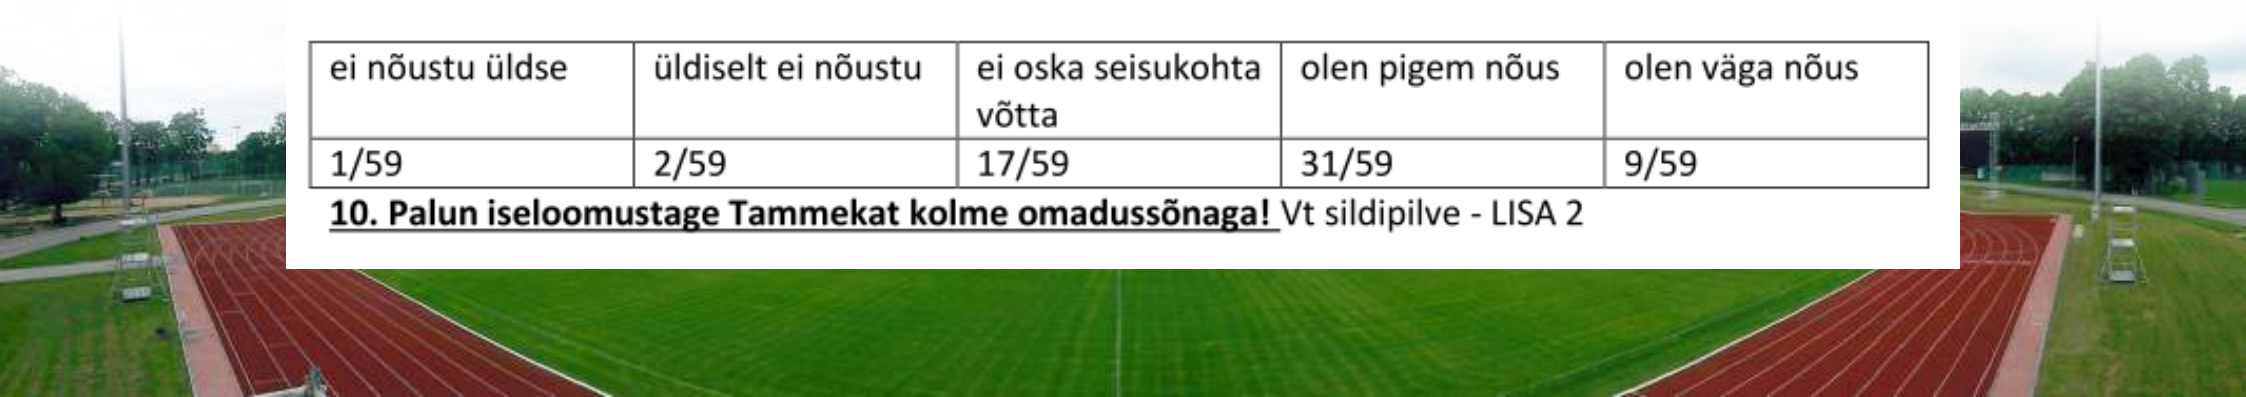 ei nõustu üldse	üldiselt ei nõustu	ei oska seisukohta võtta	olen pigem nõus	olen väga nõus
1/59	2/59	17/59	31/59	9/59
10. Palun iseloomustage Tammekat kolme omadussõnaga! Vt sildipilve - LISA 2